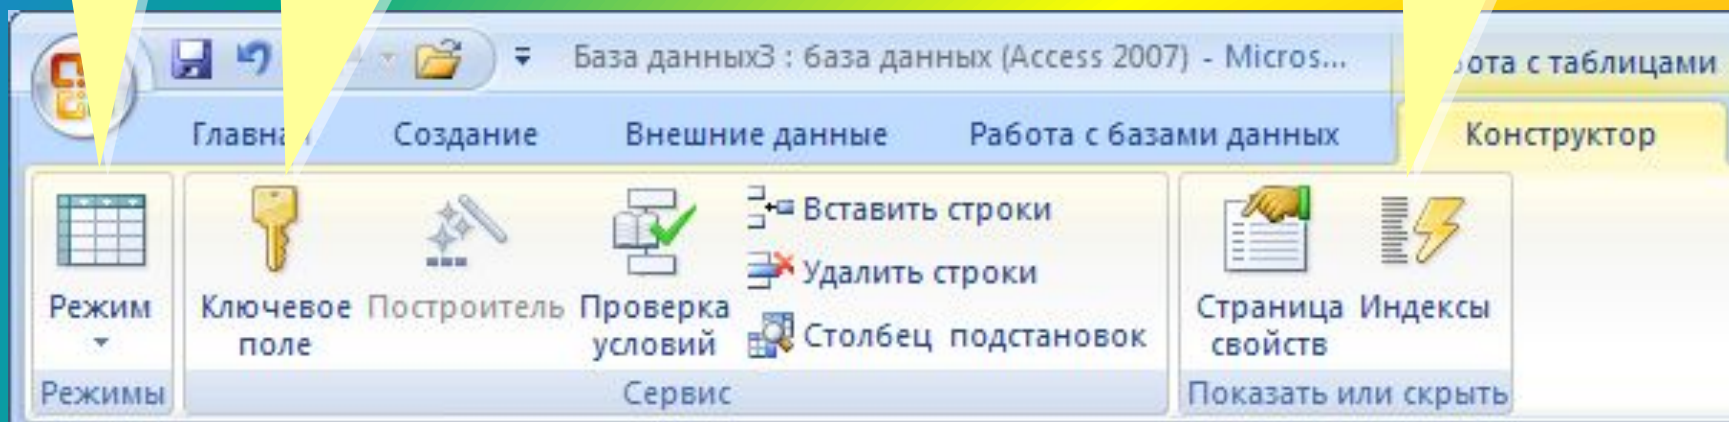 База данных3 : база данных (Access 2007) - Micros...
с таблицами
Создание Внешние данные Работа с базами данных Конструктор
Вставить строки
Удалить строки
Режим Ключевое поле Построитель Проверка условий Столбец подстановок Страница свойств Индексы
Режимы Сервис Показать или скрыть